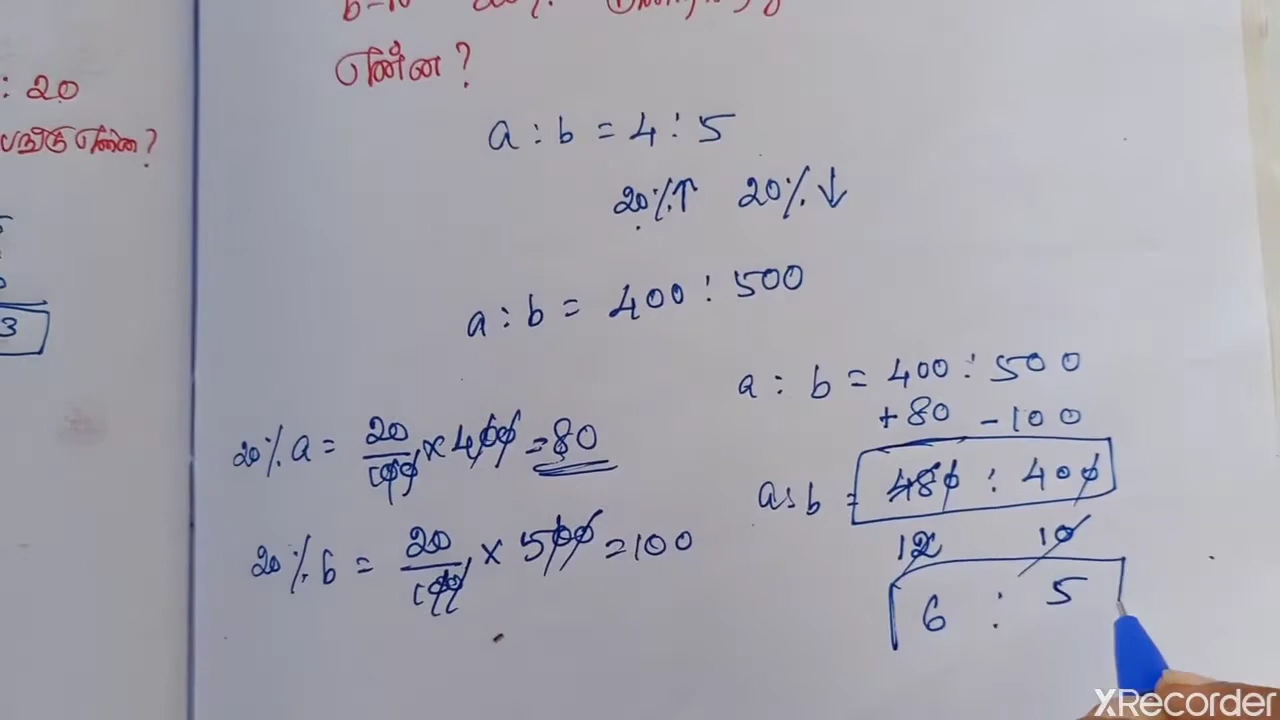 : 20
என்ன?
என்ன?
a : b = 4 : 5
20%↑ 20%↓
a : b = 400 : 500
20% a = 20/100 × 400 = 80
20% b = 20/100 × 500 = 100
a : b = 400 : 500
+80 -100
a : b = 480 : 400
12 10
6 : 5
3
XRecorder